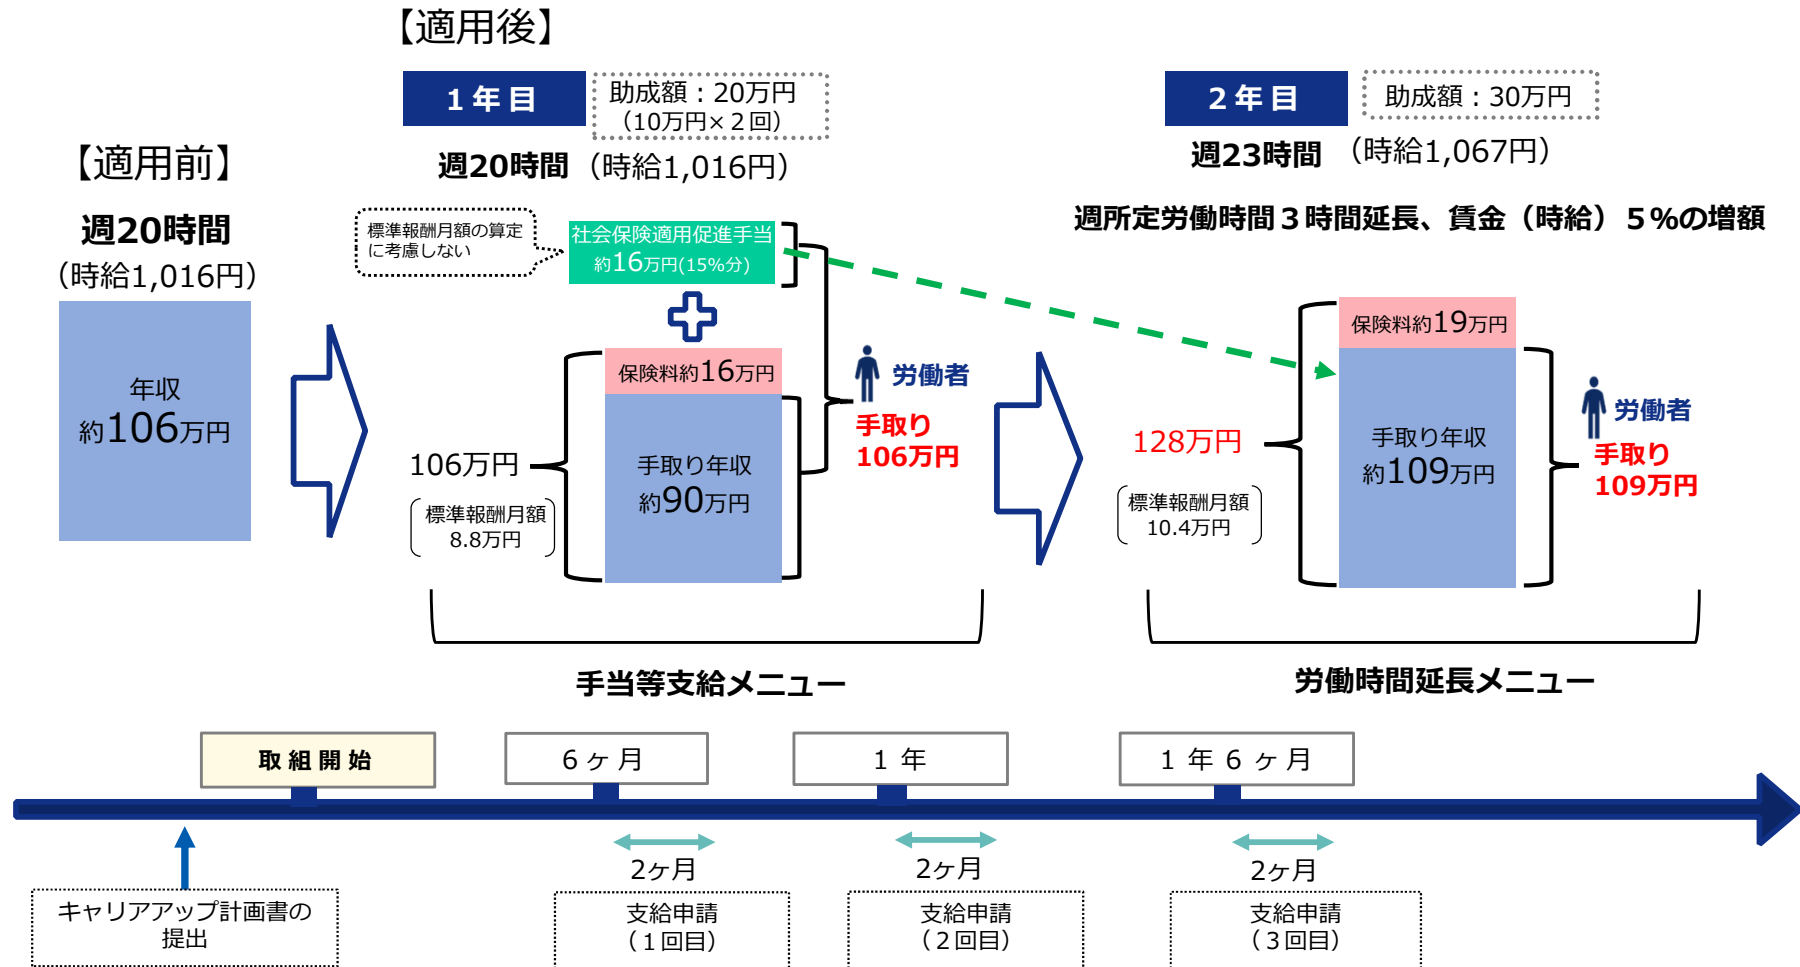 【適用後】
1年目
助成額：20万円
（10万円×２回）
週20時間 （時給1,016円）
2年目
助成額：30万円
週23時間 （時給1,067円）
週所定労働時間３時間延長、賃金（時給）５%の増額
【適用前】
週20時間
（時給1,016円）
年収
約106万円
標準報酬月額の算定
に考慮しない
社会保険適用促進手当
約16万円(15%分)
保険料約16万円
手取り年収
約90万円
106万円
標準報酬月額
8.8万円
労働者
手取り
106万円
保険料約19万円
手取り年収
約109万円
128万円
標準報酬月額
10.4万円
労働者
手取り
109万円
手当等支給メニュー
労働時間延長メニュー
取組開始
6ヶ月
1年
1年6ヶ月
2ヶ月
2ヶ月
2ヶ月
キャリアアップ計画書の
提出
支給申請
（１回目）
支給申請
（２回目）
支給申請
（３回目）